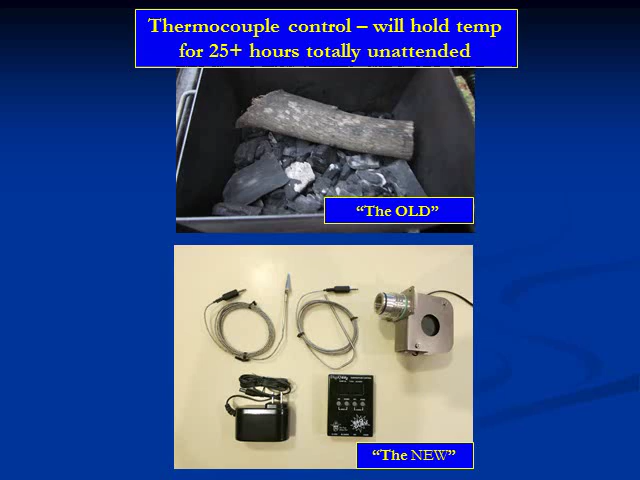 Thermocouple control – will hold temp
for 25+ hours totally unattended
“The OLD”
“The NEW”